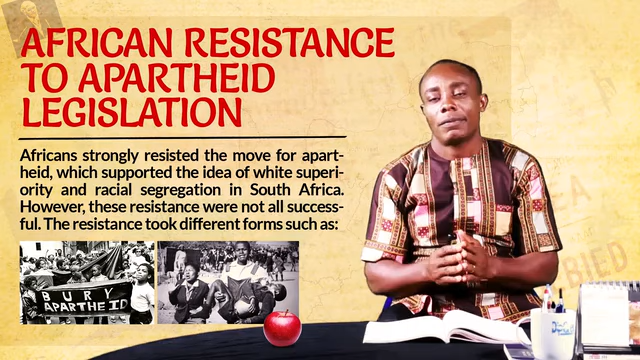 AFRICAN RESISTANCE
TO APARTHEID
LEGISLATION
Africans strongly resisted the move for apart-
heid, which supported the idea of white superi-
ority and racial segregation in South Africa.
However, these resistance were not all success-
ful. The resistance took different forms such as:
BURY
APARTHEID
BIED